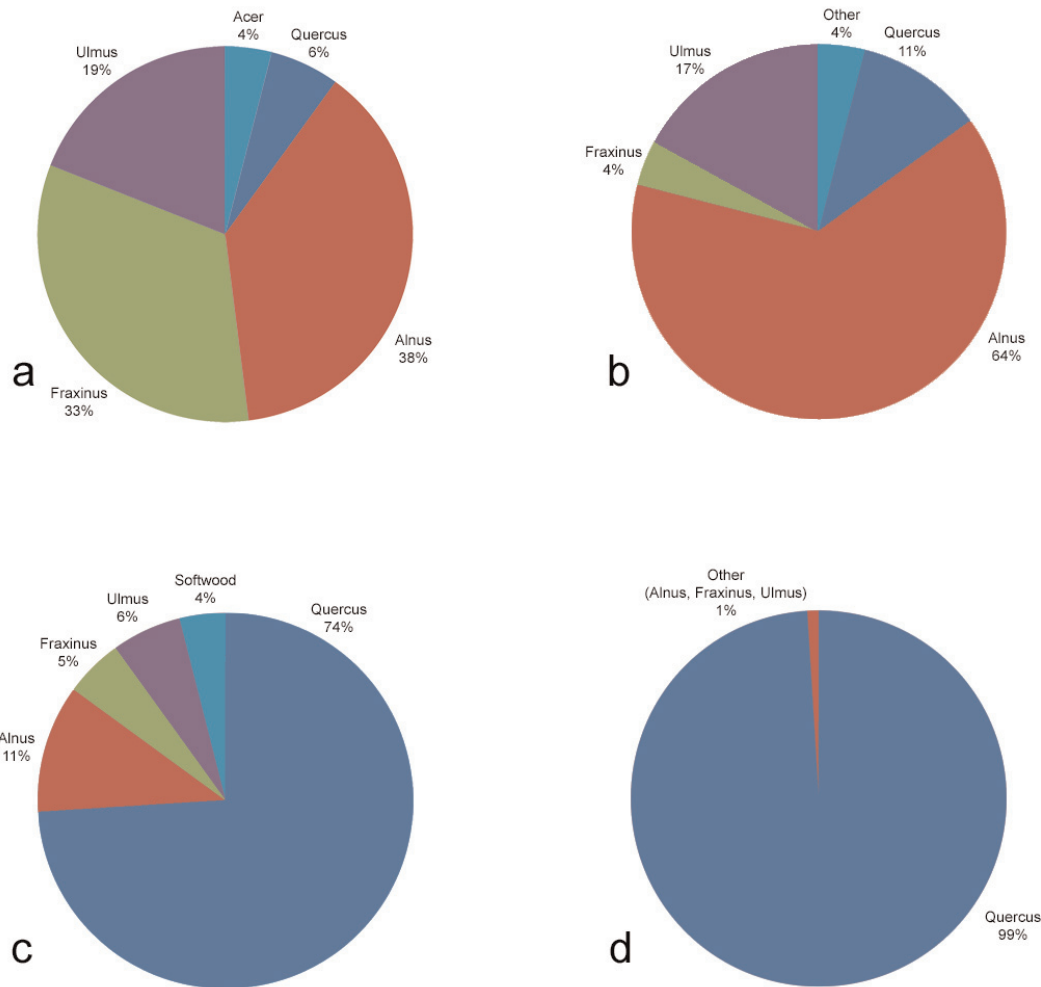 Acer
4%
Quercus
6%
Ulmus
19%
Alnus
38%
Fraxinus
33%
a
Other
4%
Quercus
11%
Ulmus
17%
Fraxinus
4%
Alnus
64%
b
Softwood
4%
Quercus
74%
Ulmus
6%
Fraxinus
5%
Alnus
11%
c
Other
(Alnus, Fraxinus, Ulmus)
1%
Quercus
99%
d